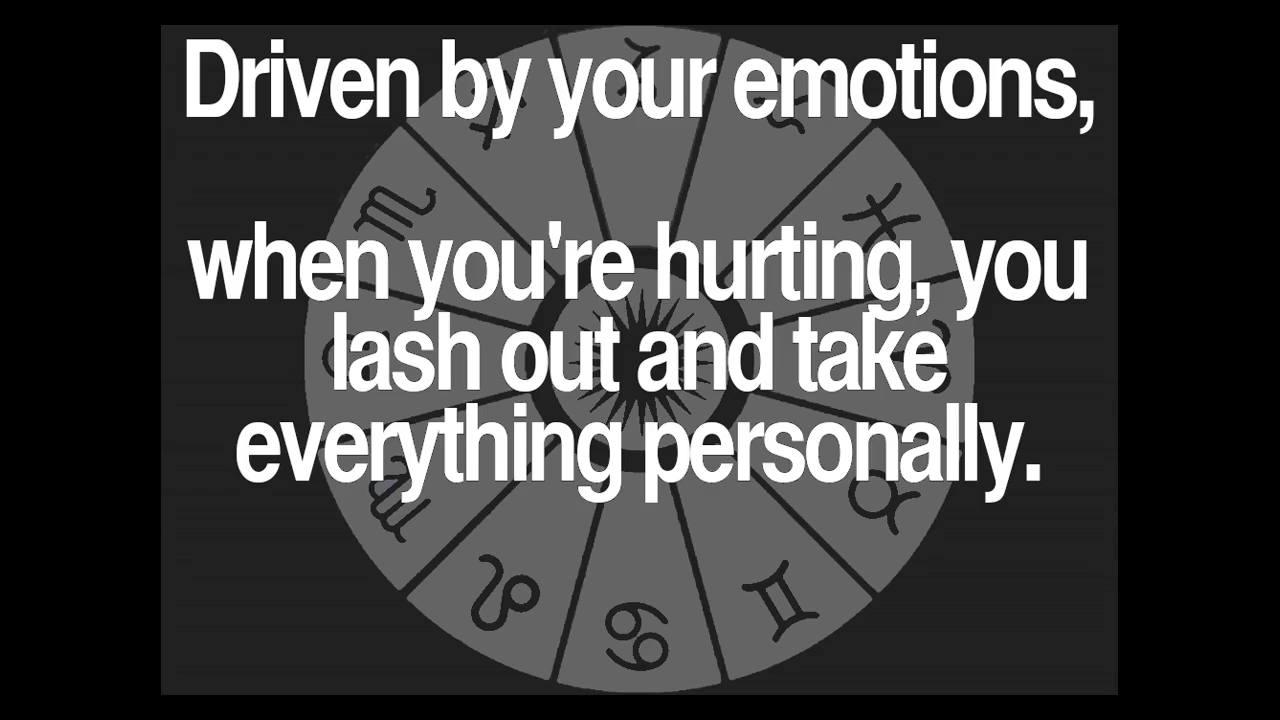 Driven by your emotions,
when you're hurting, you
lash out and take
everything personally.